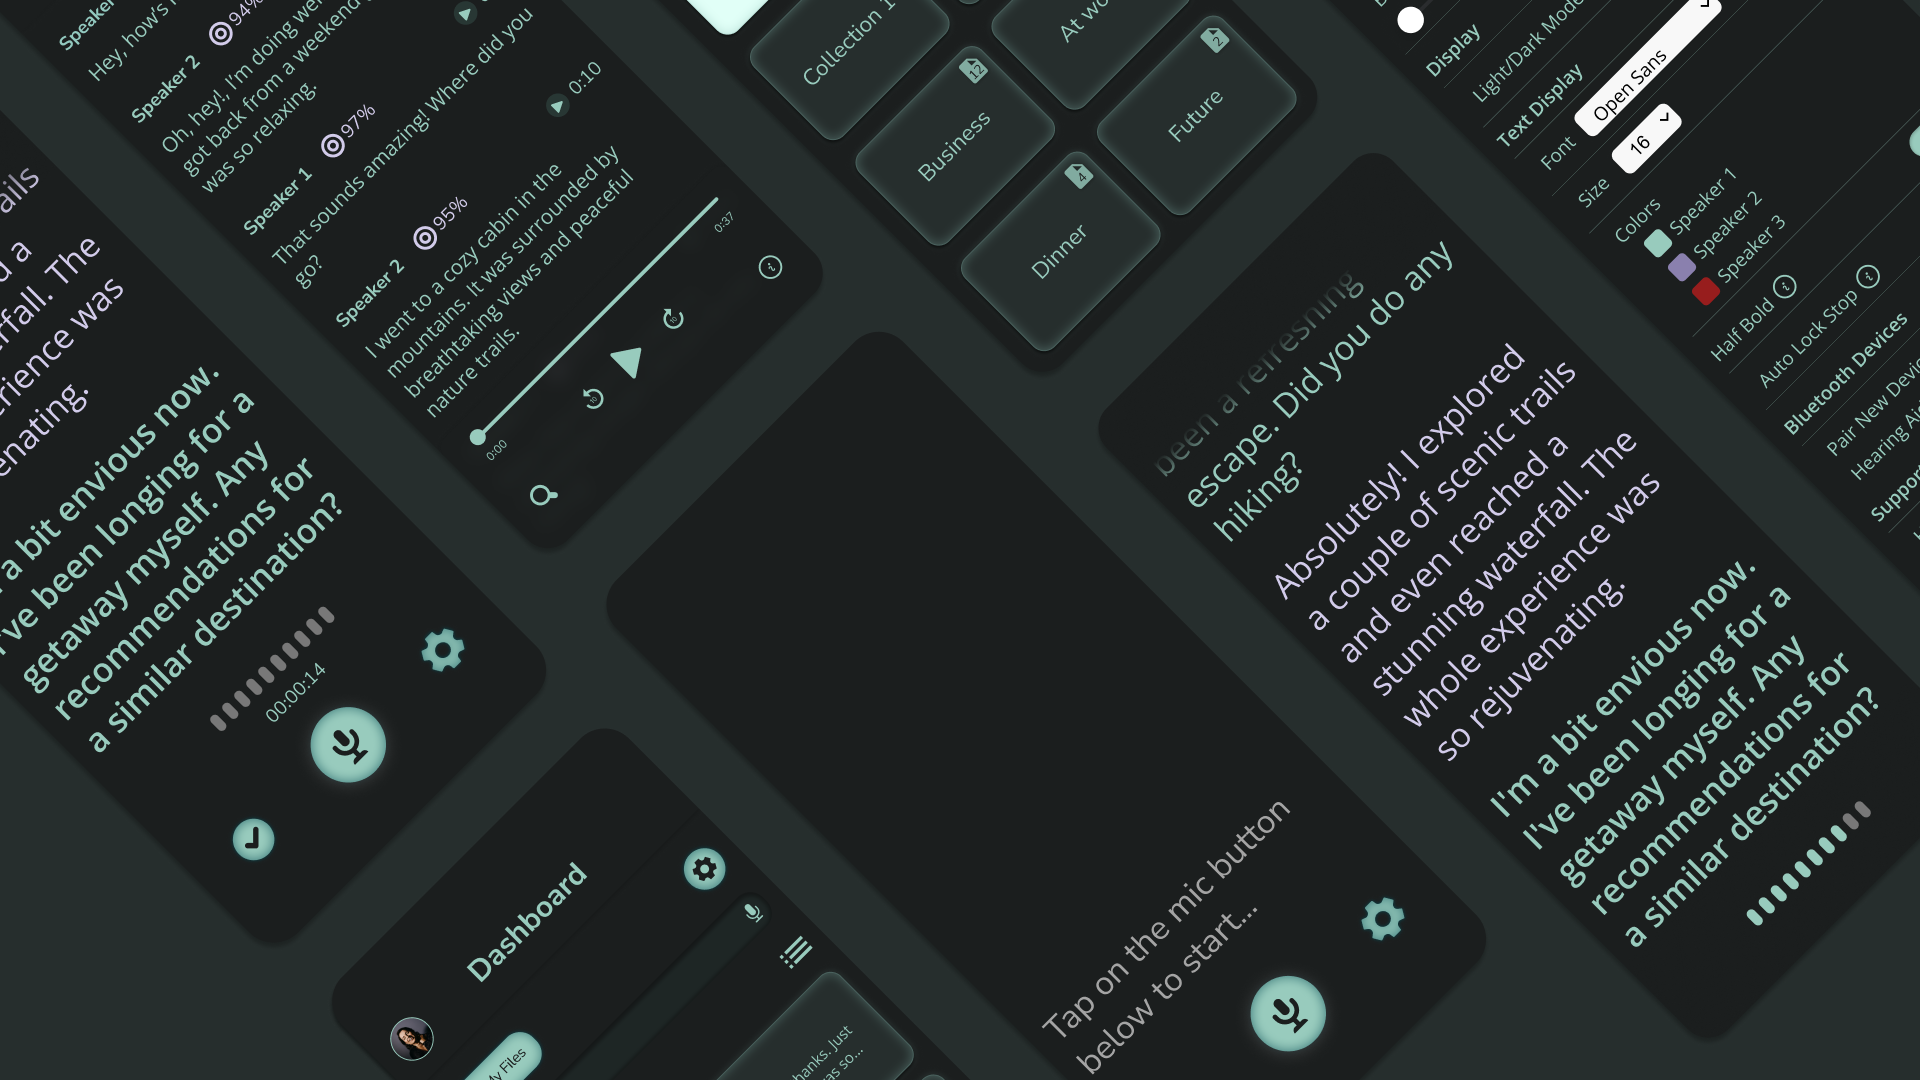 ails
d a
rfall. The
rience was
enating.
a bit envious now.
've been longing for a
getaway myself. Any
recommendations for
a similar destination?
00:00:14
Speaker
94%
Hey, how's
Speaker 2
Oh, hey!, I'm doing
got back from a weekend
was so relaxing.
Speaker 1
97%
0:10
That sounds amazing! Where did you
go?
Speaker 2
95%
I went to a cozy cabin in the
mountains. It was surrounded by
breathtaking views and peaceful
nature trails.
0:00
0:37
10
10
Dashboard
My Files
hanks. Just
as so...
Collection 1
At wo
12
Business
2
Future
4
Dinner
Tap on the mic button
below to start...
been a refreshing
escape. Did you do any
hiking?
Absolutely! I explored
a couple of scenic trails
and even reached a
stunning waterfall. The
whole experience was
so rejuvenating.
I'm a bit envious now.
I've been longing for a
getaway myself. Any
recommendations for
a similar destination?
Display
Light/Dark Mode
Text Display
Font
Open Sans
Size
16
Colors
Speaker 1
Speaker 2
Speaker 3
Half Bold
Auto Lock Stop
Bluetooth Devices
Pair New Devic
Hearing Ai
Support